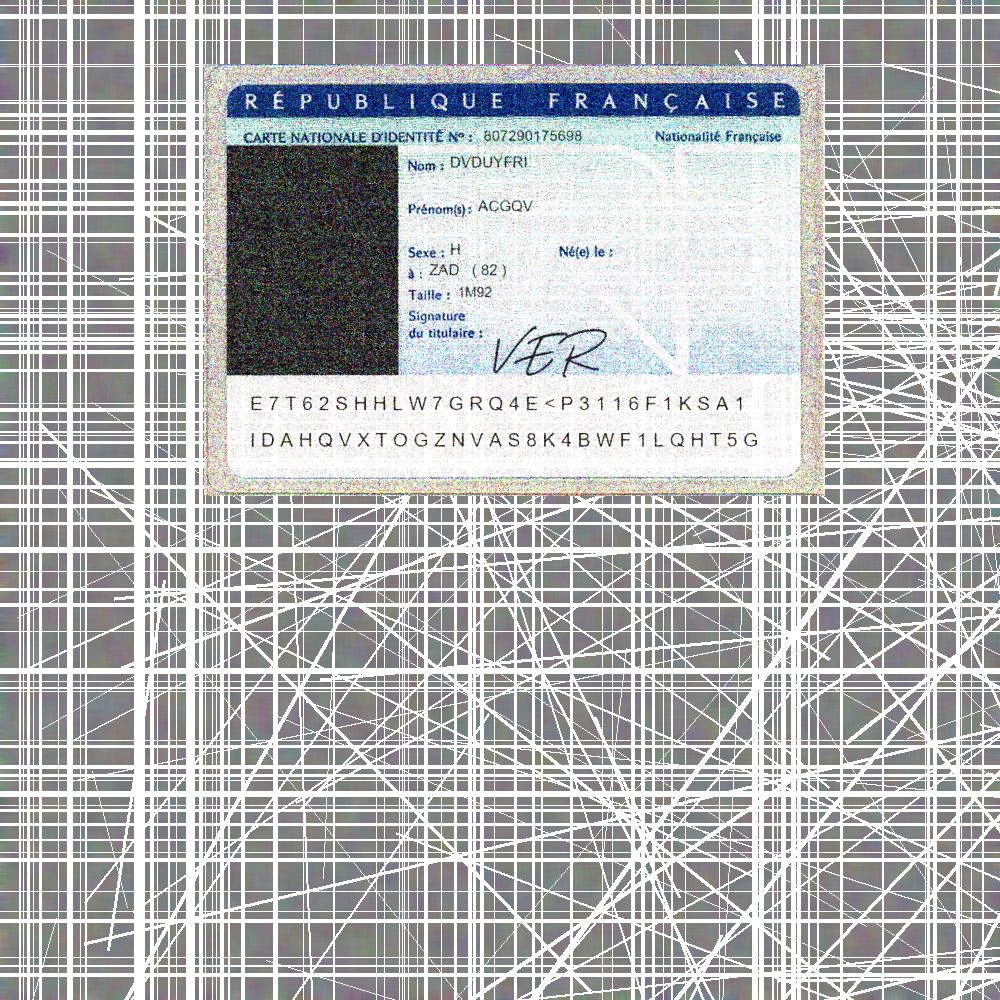 RÉPUBLIQUE FRANÇAISE
CARTE NATIONALE D'IDENTITÉ Nº : 807290175698 Nationalité Française
Nom : DVDUYFRI
Prénom(s) : ACGQV
Sexe : H Né(e) le :
à : ZAD ( 82 )
Taille : 1M92
Signature
du titulaire : VER
E7T62SHHLW7GRQ4E<P3116F1KSA1
IDAHQVXTOGZNVAS8K4BWF1LQHT5G